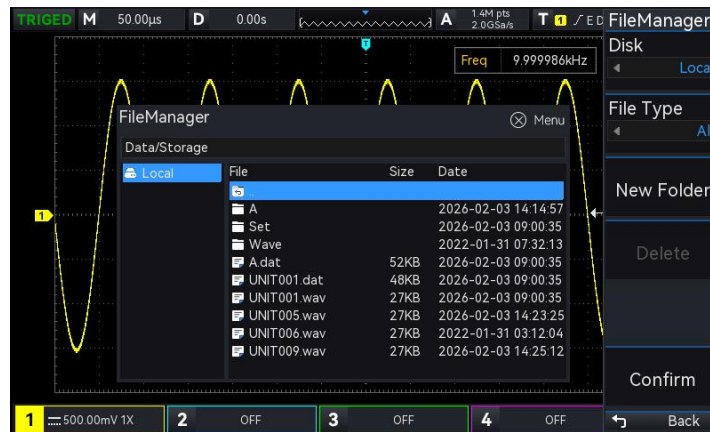 TRIGED M 50.00μs D 0.00s A 1.4M pts 2.0GSa/s T 1 E
FileManager
Disk
Loca
File Type
Al
New Folder
Delete
Confirm
Back
Freq 9.999986kHz
FileManager Menu
Data/Storage
Local
File Size Date
..
A 2026-02-03 14:14:57
Set 2026-02-03 09:00:35
Wave 2022-01-31 07:32:13
A.dat 52KB 2026-02-03 09:00:35
UNIT001.dat 48KB 2026-02-03 09:00:35
UNIT001.wav 27KB 2026-02-03 09:00:35
UNIT005.wav 27KB 2026-02-03 14:23:25
UNIT006.wav 27KB 2022-01-31 03:12:04
UNIT009.wav 27KB 2026-02-03 14:25:12
1
1 500.00mV 1X 2 OFF 3 OFF 4 OFF